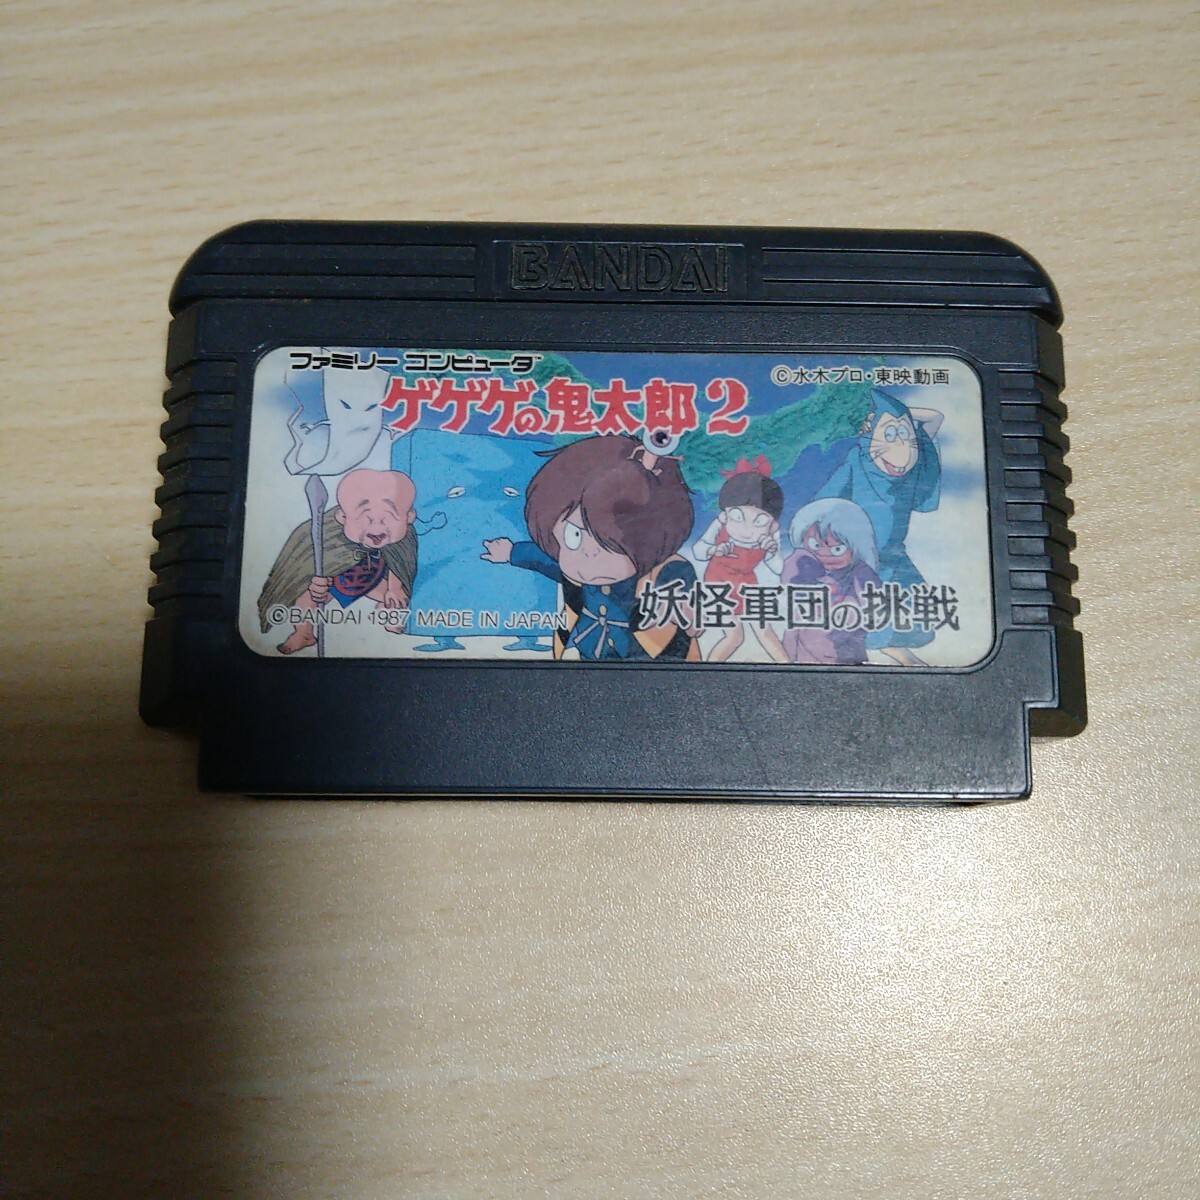 BANDAI
ファミリー コンピュータ™
ゲゲゲの鬼太郎2
©水木プロ・東映動画
妖怪軍団の挑戦
©BANDAI 1987 MADE IN JAPAN